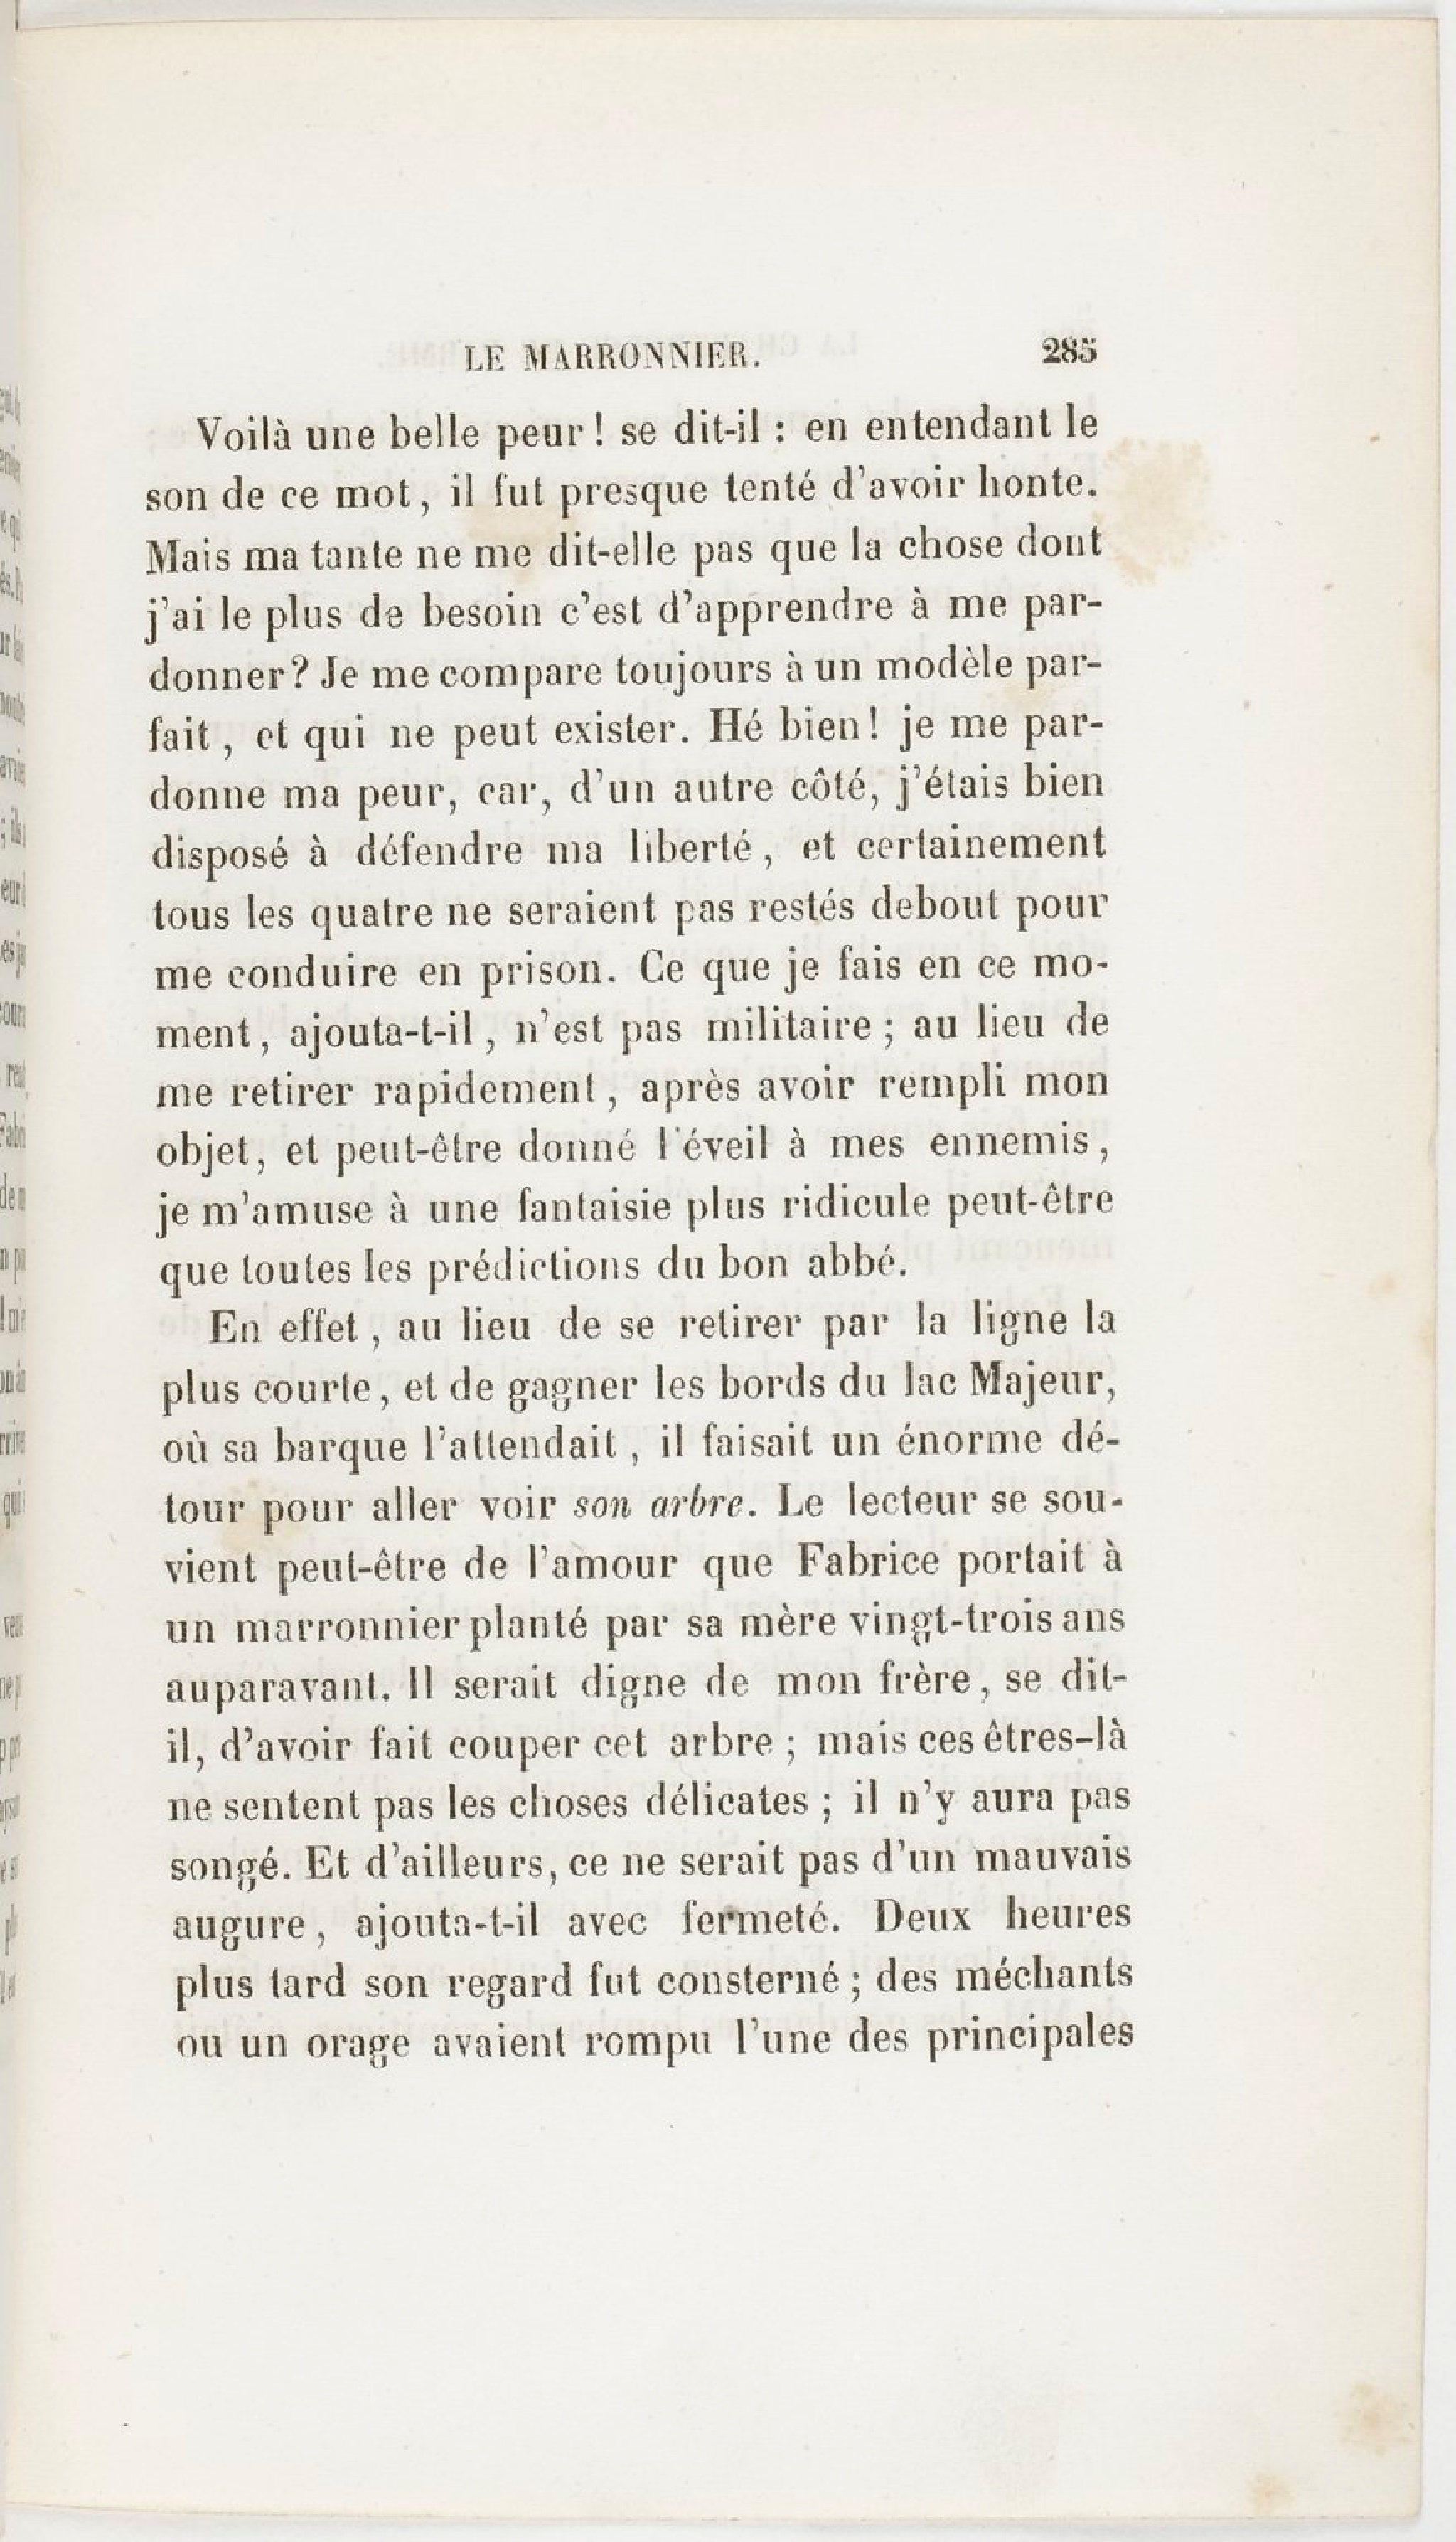 LE MARRONNIER. 285
Voilà une belle peur ! se dit-il : en entendant le
son de ce mot, il fut presque tenté d'avoir honte.
Mais ma tante ne me dit-elle pas que la chose dont
j'ai le plus de besoin c'est d'apprendre à me par-
donner? Je me compare toujours à un modèle par-
fait, et qui ne peut exister. Hé bien! je me par-
donne ma peur, car, d'un autre côté, j'étais bien
disposé à défendre ma liberté, et certainement
tous les quatre ne seraient pas restés debout pour
me conduire en prison. Ce que je fais en ce mo-
ment, ajouta-t-il, n'est pas militaire ; au lieu de
me retirer rapidement, après avoir rempli mon
objet, et peut-être donné l'éveil à mes ennemis,
je m'amuse à une fantaisie plus ridicule peut-être
que toutes les prédictions du bon abbé.
En effet, au lieu de se retirer par la ligne la
plus courte, et de gagner les bords du lac Majeur,
où sa barque l'attendait, il faisait un énorme dé-
tour pour aller voir son arbre. Le lecteur se sou-
vient peut-être de l'amour que Fabrice portait à
un marronnier planté par sa mère vingt-trois ans
auparavant. Il serait digne de mon frère, se dit-
il, d'avoir fait couper cet arbre ; mais ces êtres-là
ne sentent pas les choses délicates ; il n'y aura pas
songé. Et d'ailleurs, ce ne serait pas d'un mauvais
augure, ajouta-t-il avec fermeté. Deux heures
plus tard son regard fut consterné ; des méchants
ou un orage avaient rompu l'une des principales